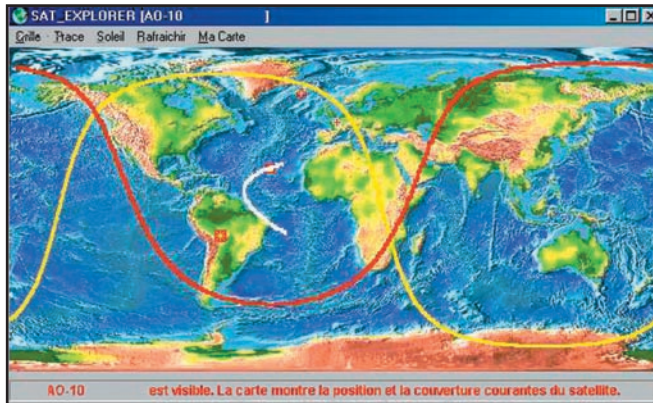 SAT_EXPLORER [AO-10 ]
Grille Trace Soleil Rafraichir Ma Carte
AO-10 est visible. La carte montre la position et la couverture courantes du satellite.